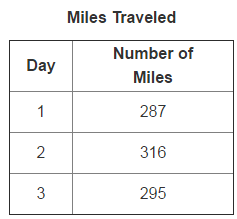 Miles Traveled
Day Number of
Miles
1 287
2 316
3 295